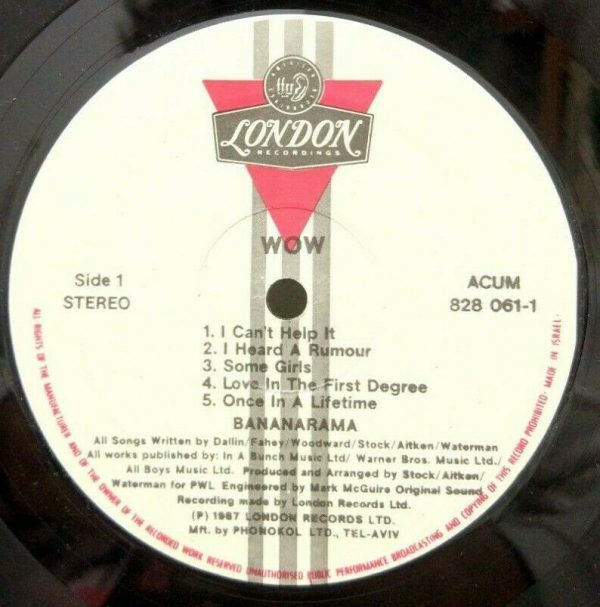 LONDON
RECORDINGS
WOW
Side 1
STEREO
ACUM
828 061-1
1. I Can't Help It
2. I Heard A Rumour
3. Some Girls
4. Love In The First Degree
5. Once In A Lifetime
BANANARAMA
All Songs Written by Dallin/Fahey/Woodward/Stock/Aitken/Waterman
All works published by: In A Bunch Music Ltd/ Warner Bros. Music Ltd./
All Boys Music Ltd. Produced and Arranged by Stock/Aitken/
Waterman for PWL Engineered by Mark McGuire Original Sound
Recording made by London Records Ltd.
(P) 1987 LONDON RECORDS LTD.
Mft. by PHONOKOL LTD., TEL-AVIV
ALL RIGHTS OF THE MANUFACTURER AND OF THE OWNER OF THE RECORDED WORK RESERVED UNAUTHORISED PUBLIC PERFORMANCE BROADCASTING AND COPYING OF THIS RECORD PROHIBITED · MADE IN ISRAEL ·